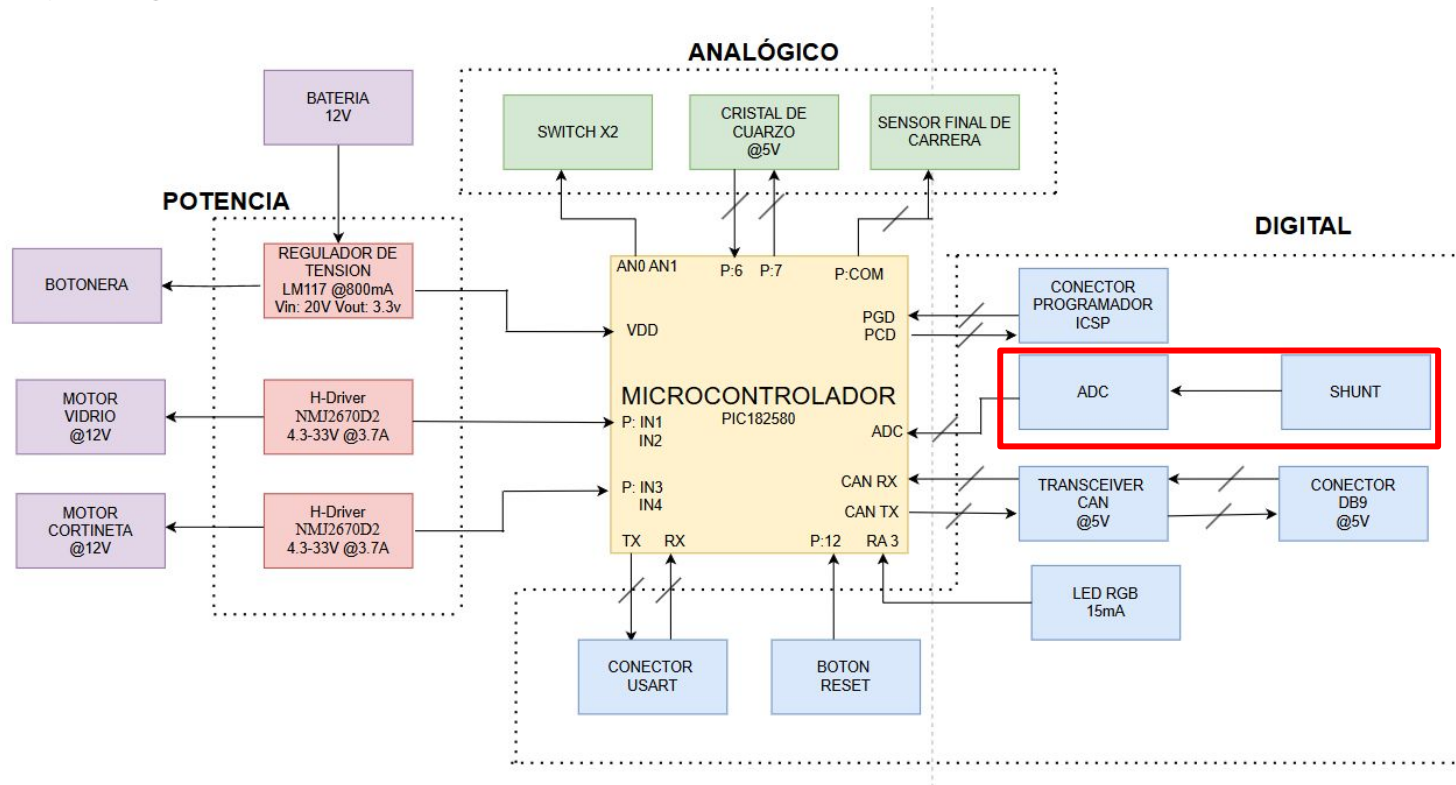 ANALÓGICO
BATERIA
12V
SWITCH X2
CRISTAL DE
CUARZO
@5V
SENSOR FINAL DE
CARRERA
POTENCIA
DIGITAL
BOTONERA
REGULADOR DE
TENSION
LM117 @800mA
Vin: 20V Vout: 3.3v
AN0 AN1
P:6
P:7
P:COM
VDD
PGD
PCD
CONECTOR
PROGRAMADOR
ICSP
MOTOR
VIDRIO
@12V
H-Driver
NMJ2670D2
4.3-33V @3.7A
MICROCONTROLADOR
PIC182580
P: IN1
IN2
ADC
ADC
SHUNT
MOTOR
CORTINETA
@12V
H-Driver
NMJ2670D2
4.3-33V @3.7A
P: IN3
IN4
CAN RX
CAN TX
TRANSCEIVER
CAN
@5V
CONECTOR
DB9
@5V
TX
RX
P:12
RA 3
LED RGB
15mA
CONECTOR
USART
BOTON
RESET